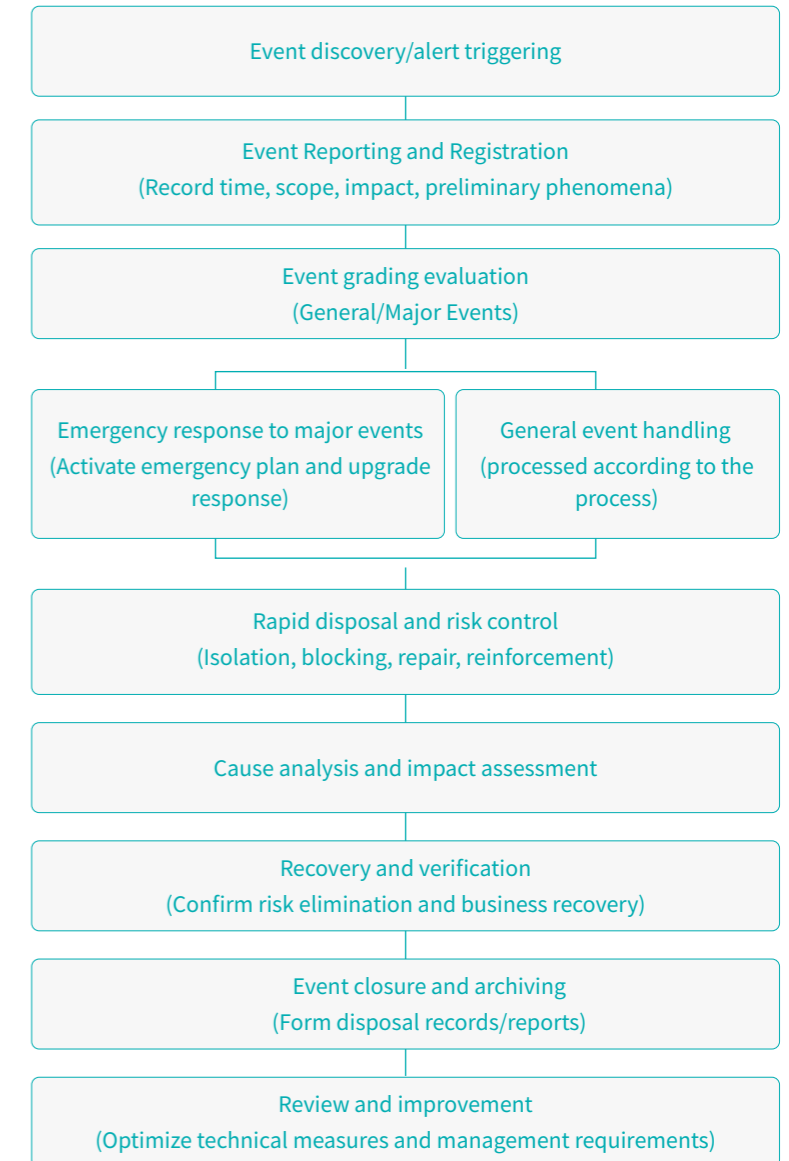 Event discovery/alert triggering
Event Reporting and Registration
(Record time, scope, impact, preliminary phenomena)
Event grading evaluation
(General/Major Events)
Emergency response to major events
(Activate emergency plan and upgrade
response)
General event handling
(processed according to the
process)
Rapid disposal and risk control
(Isolation, blocking, repair, reinforcement)
Cause analysis and impact assessment
Recovery and verification
(Confirm risk elimination and business recovery)
Event closure and archiving
(Form disposal records/reports)
Review and improvement
(Optimize technical measures and management requirements)